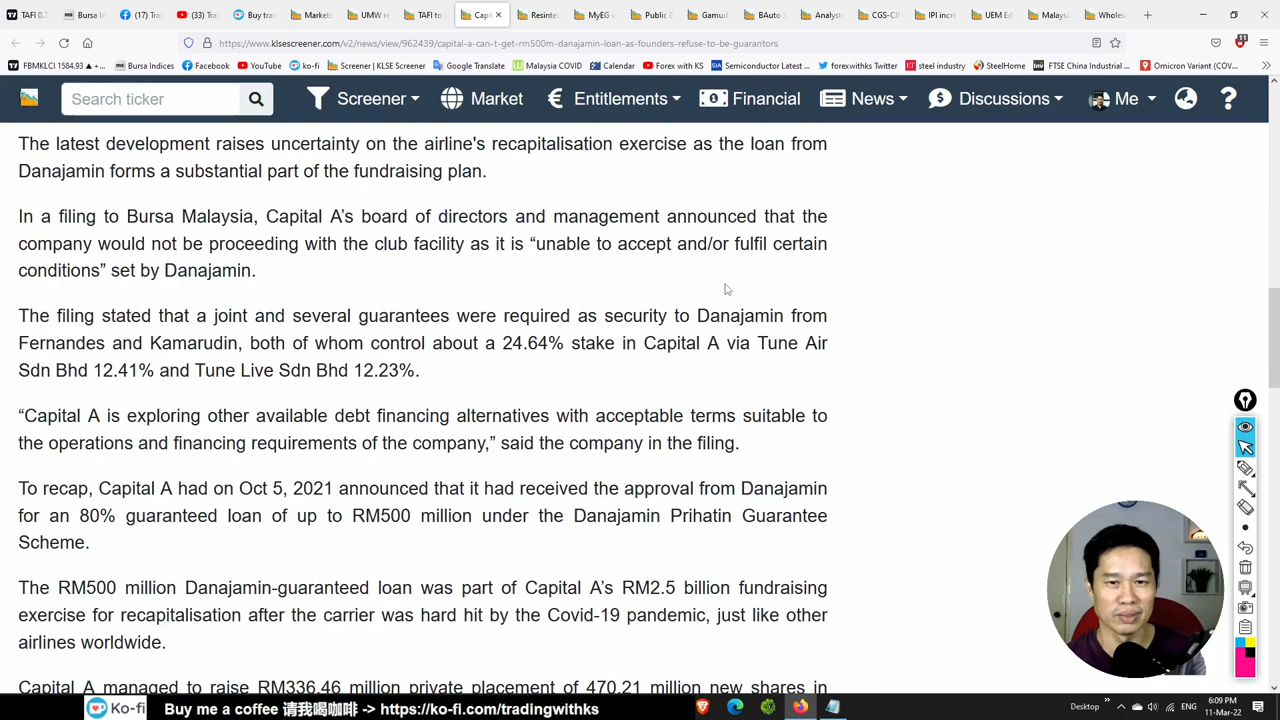 TAFI 0.7
Bursa In
(17) Fac
(33) Tra
Buy trac
Markets
UMW re
TAFI to p
Capit
Resinte
MyEG v
Public B
Gamuda
BAuto E
Analyst
CGS-CIM
IPI incre
UEM Ed
Malaysi
Wholes
https://www.klsescreener.com/v2/news/view/962439/capital-a-can-t-get-rm500m-danajamin-loan-as-founders-refuse-to-be-guarantors
11
FBMKLCI 1584.93 ▲ +...
Bursa Indices
Facebook
YouTube
ko-fi
Screener | KLSE Screener
Google Translate
Malaysia COVID
Calendar
Forex with KS
Semiconductor Latest ...
forexwithks Twitter
steel industry
SteelHome
FTSE China Industrial ...
Omicron Variant (COV...
Search ticker
Screener
Market
Entitlements
Financial
News
Discussions
Me
The latest development raises uncertainty on the airline's recapitalisation exercise as the loan from
Danajamin forms a substantial part of the fundraising plan.
In a filing to Bursa Malaysia, Capital A’s board of directors and management announced that the
company would not be proceeding with the club facility as it is “unable to accept and/or fulfil certain
conditions” set by Danajamin.
The filing stated that a joint and several guarantees were required as security to Danajamin from
Fernandes and Kamarudin, both of whom control about a 24.64% stake in Capital A via Tune Air
Sdn Bhd 12.41% and Tune Live Sdn Bhd 12.23%.
“Capital A is exploring other available debt financing alternatives with acceptable terms suitable to
the operations and financing requirements of the company,” said the company in the filing.
To recap, Capital A had on Oct 5, 2021 announced that it had received the approval from Danajamin
for an 80% guaranteed loan of up to RM500 million under the Danajamin Prihatin Guarantee
Scheme.
The RM500 million Danajamin-guaranteed loan was part of Capital A’s RM2.5 billion fundraising
exercise for recapitalisation after the carrier was hard hit by the Covid-19 pandemic, just like other
airlines worldwide.
Capital A managed to raise RM336.46 million private placement of 470.21 million new shares in
Ko-fi
Buy me a coffee 请我喝咖啡 -> https://ko-fi.com/tradingwithks
Desktop
ENG
6:09 PM
11-Mar-22